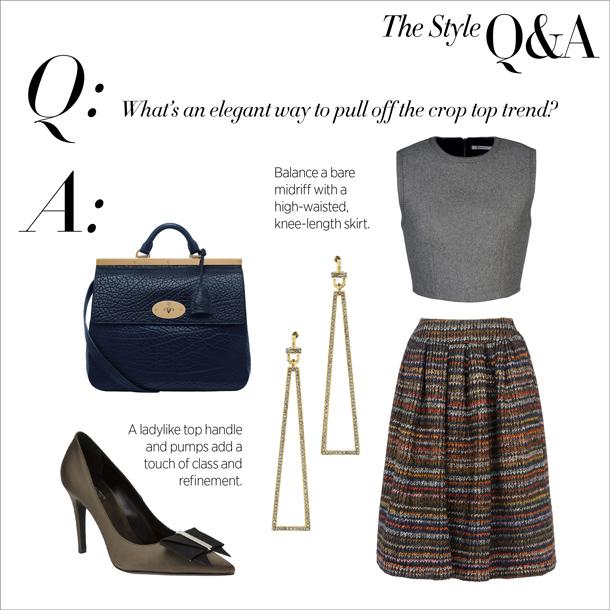 The Style Q&A
Q:
What's an elegant way to pull off the crop top trend?
A:
Balance a bare
midriff with a
high-waisted,
knee-length skirt.
A ladylike top handle
and pumps add a
touch of class and
refinement.